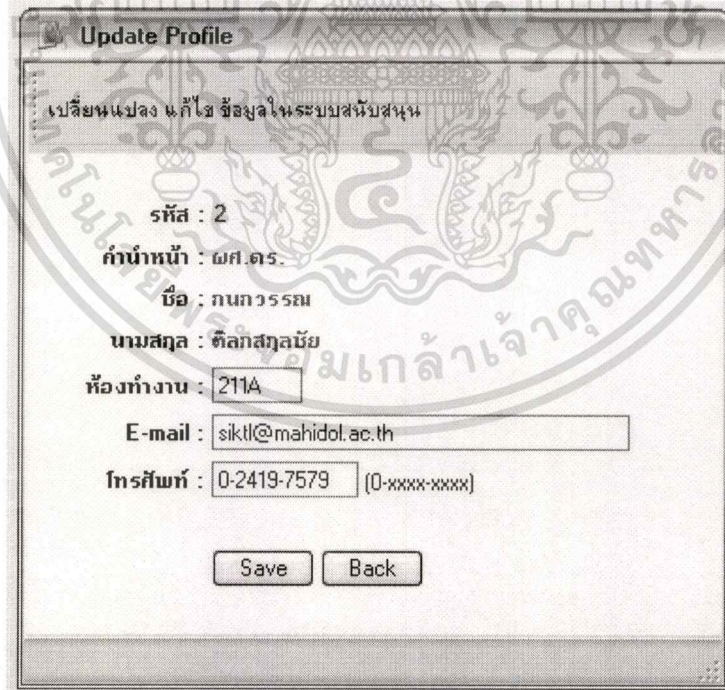 Update Profile
เปลี่ยนแปลง แก้ไข ข้อมูลในระบบสนับสนุน
รหัส : 2
คำนำหน้า : ผศ.ดร.
ชื่อ : กนกวรรณ
นามสกุล : ติลกสกุลชัย
ห้องทำงาน : 211A
E-mail : siktl@mahidol.ac.th
โทรศัพท์ : 0-2419-7579 (0-xxxx-xxxx)
Save Back